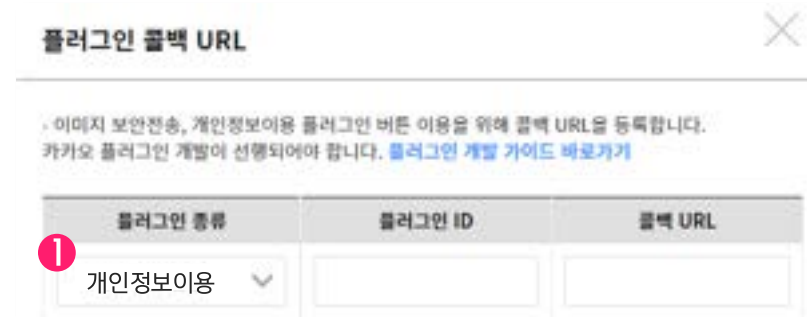 플러그인 콜백 URL
- 이미지 보안전송, 개인정보이용 플러그인 버튼 이용을 위해 콜백 URL을 등록합니다.
카카오 플러그인 개발이 선행되어야 합니다. 플러그인 개발 가이드 바로가기
플러그인 종류 플러그인 ID 콜백 URL
1
개인정보이용